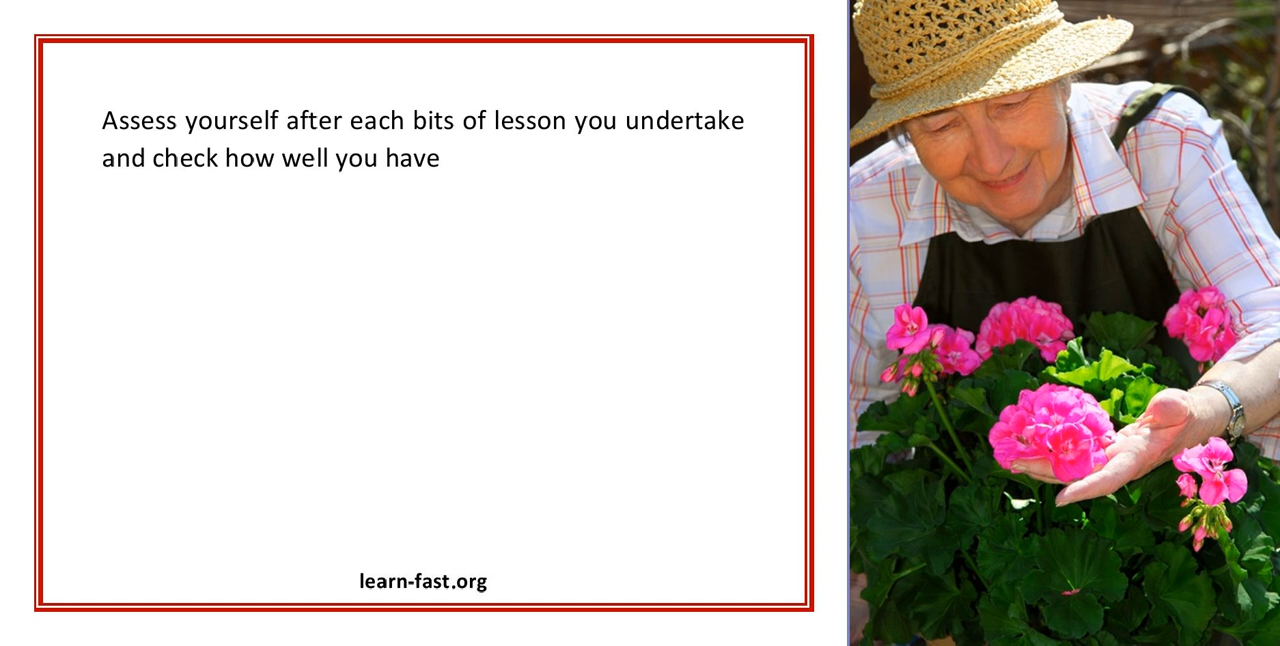 Assess yourself after each bits of lesson you undertake
and check how well you have
learn-fast.org